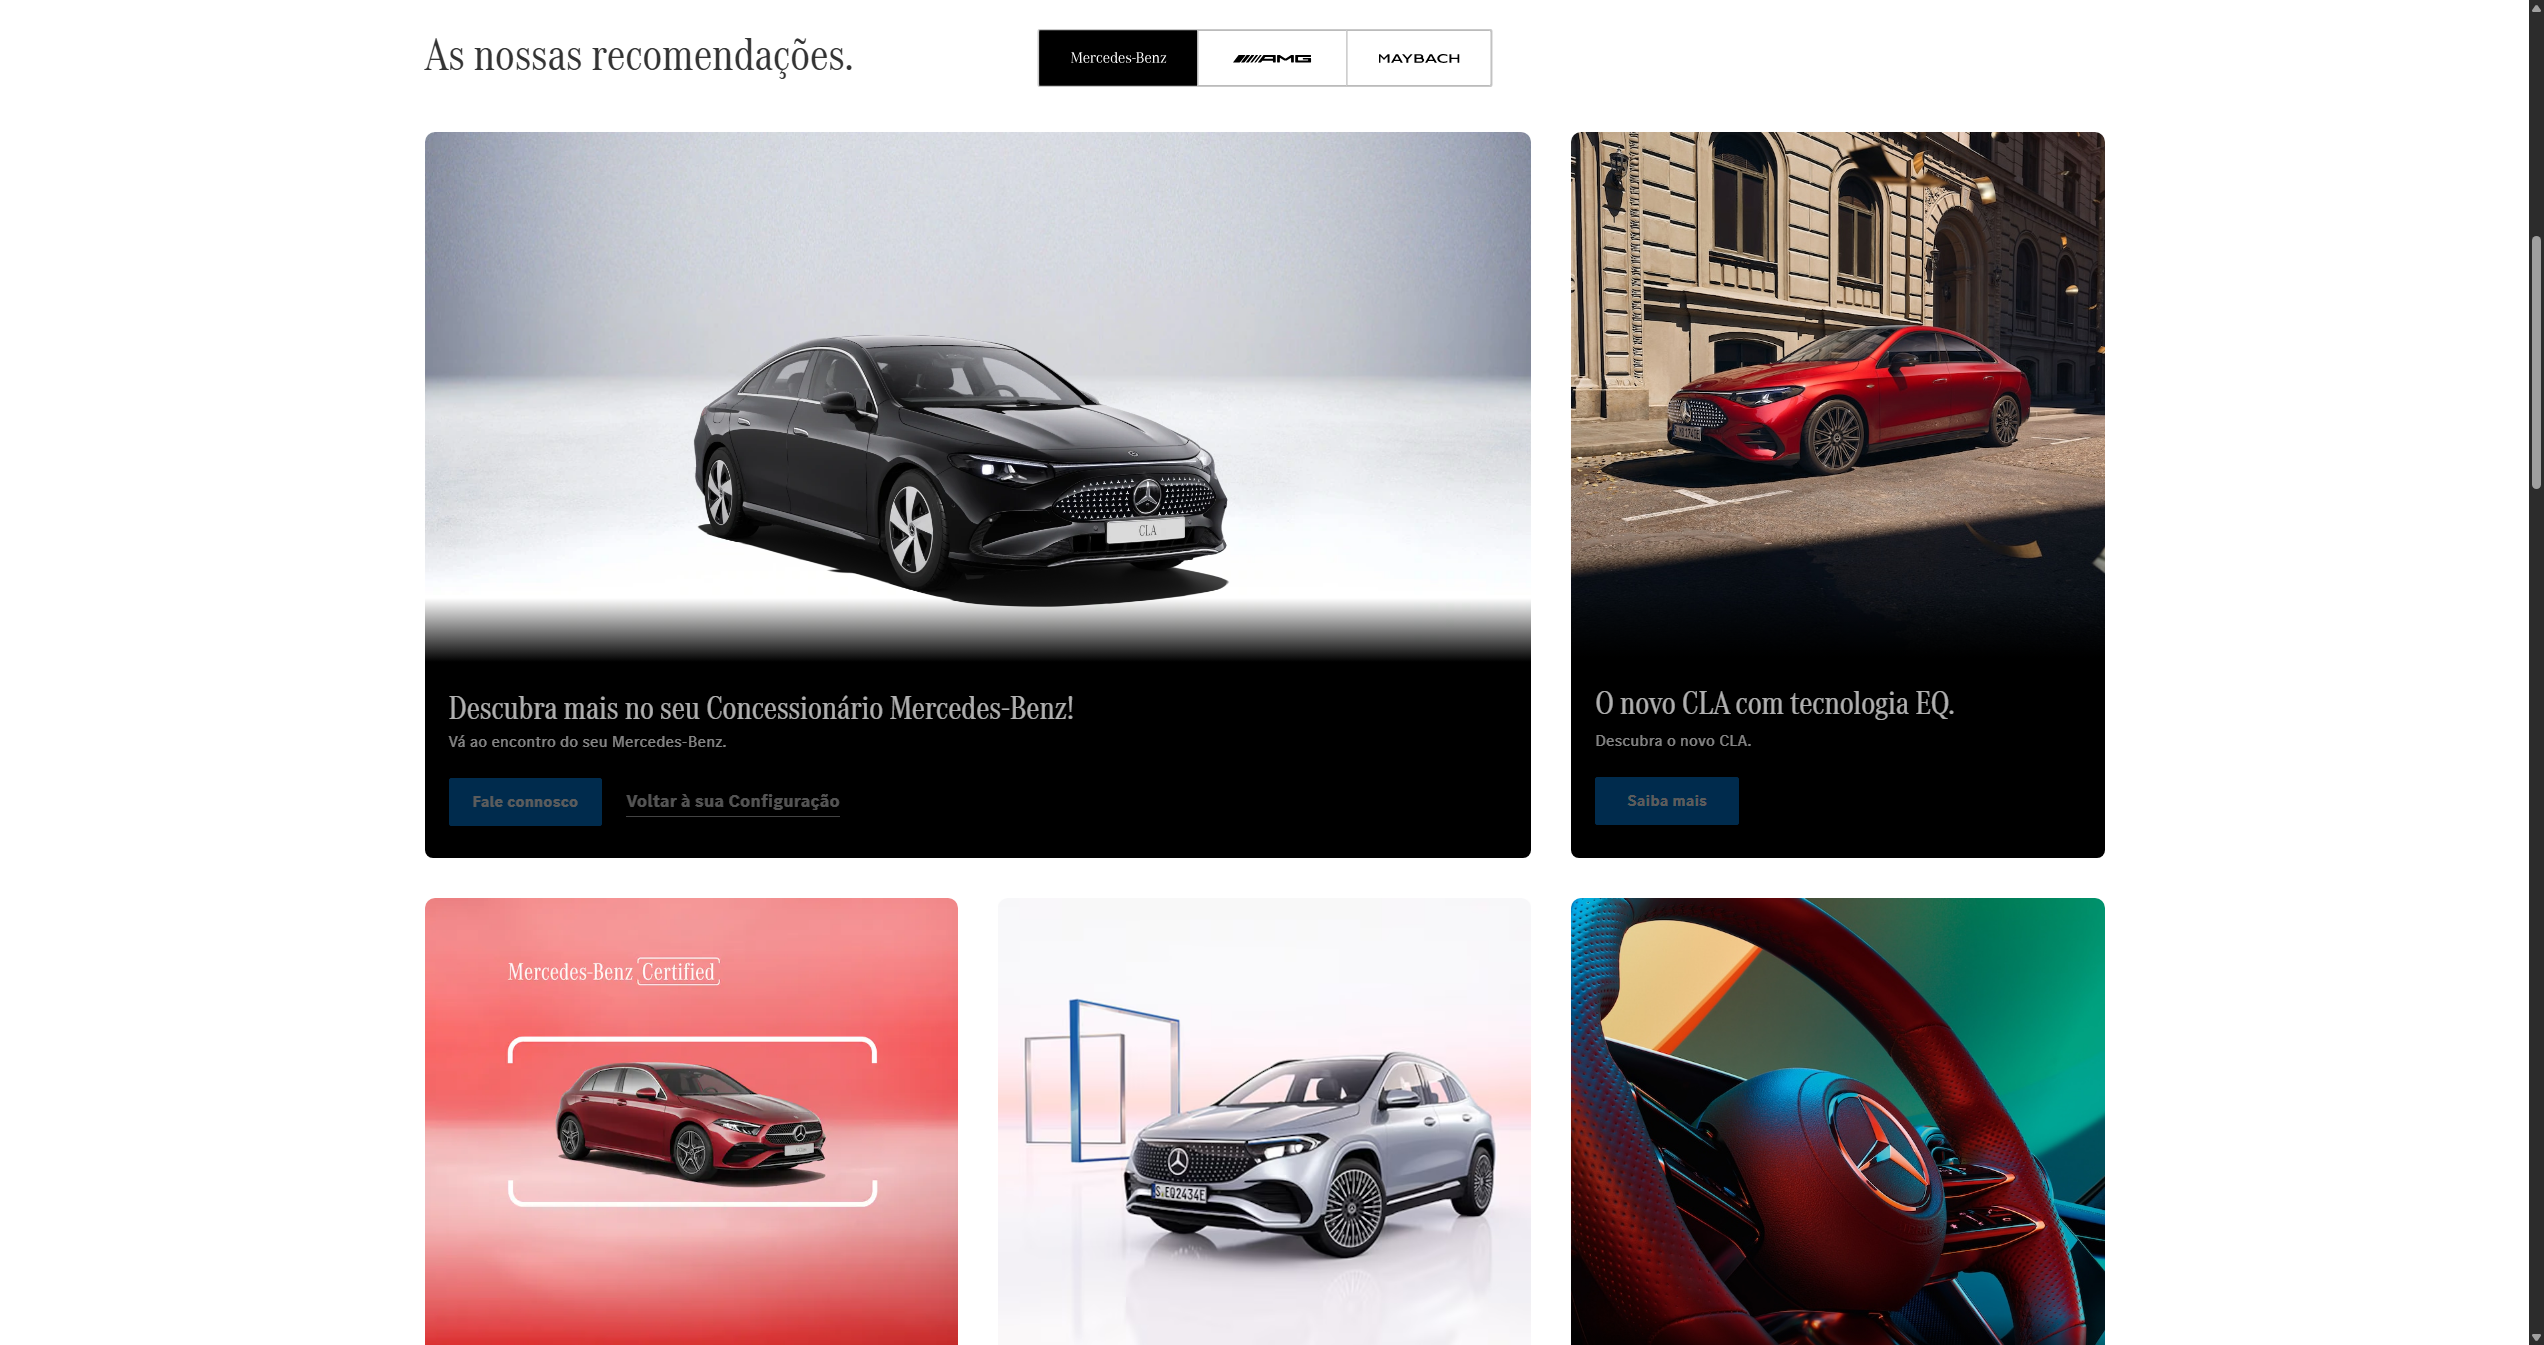 As nossas recomendações.
Mercedes-Benz
AMG
MAYBACH
CLA
Descubra mais no seu Concessionário Mercedes-Benz!
Vá ao encontro do seu Mercedes-Benz.
Fale connosco
Voltar à sua Configuração
O novo CLA com tecnologia EQ.
Descubra o novo CLA.
Saiba mais
Mercedes-Benz Certified
S EQ2434E